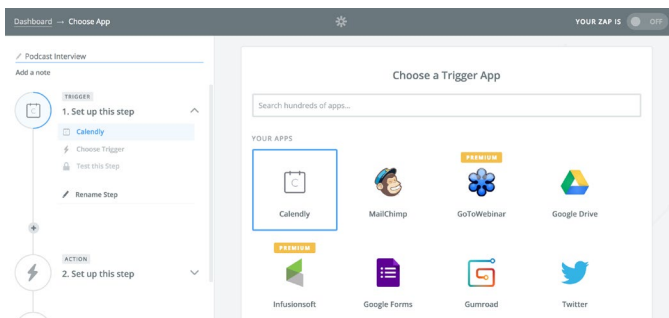 Dashboard → Choose App
YOUR ZAP IS OFF
Podcast Interview
Add a note
TRIGGER
1. Set up this step
Calendly
Choose Trigger
Test this Step
Rename Step
ACTION
2. Set up this step
Choose a Trigger App
Search hundreds of apps...
YOUR APPS
PREMIUM
C
Calendly
MailChimp
GoToWebinar
Google Drive
PREMIUM
Infusionsoft
Google Forms
Gumroad
Twitter